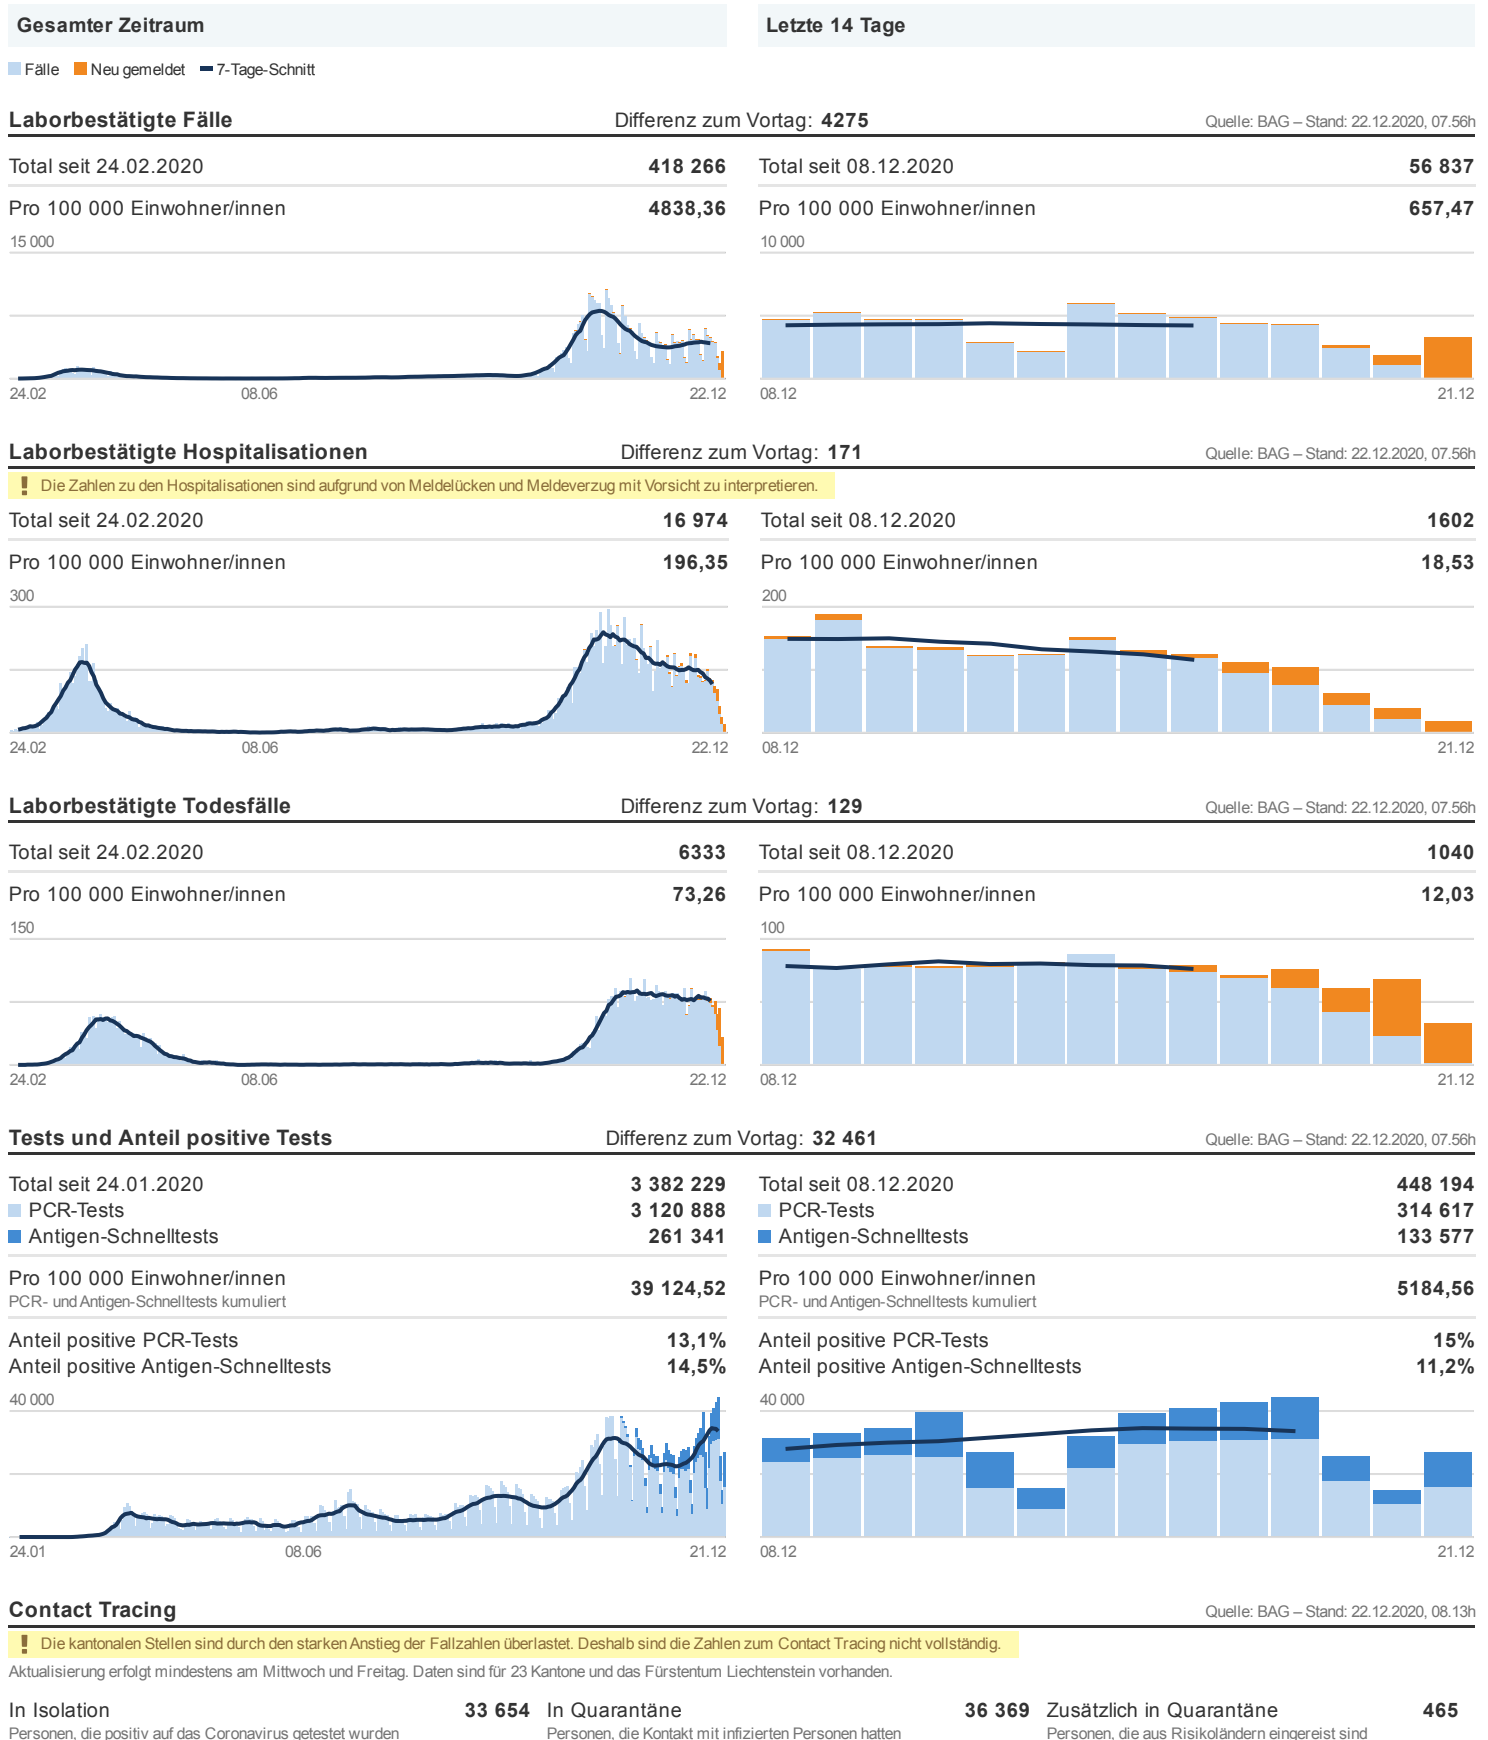 Gesamter Zeitraum
Letzte 14 Tage
Fälle Neu gemeldet 7-Tage-Schnitt
Laborbestätigte Fälle Differenz zum Vortag: 4275 Quelle: BAG – Stand: 22.12.2020, 07.56h
Total seit 24.02.2020 418 266
Total seit 08.12.2020 56 837
Pro 100 000 Einwohner/innen 4838,36
Pro 100 000 Einwohner/innen 657,47
15 000
10 000
24.02 08.06 22.12
08.12 21.12
Laborbestätigte Hospitalisationen Differenz zum Vortag: 171 Quelle: BAG – Stand: 22.12.2020, 07.56h
! Die Zahlen zu den Hospitalisationen sind aufgrund von Meldelücken und Meldeverzug mit Vorsicht zu interpretieren.
Total seit 24.02.2020 16 974
Total seit 08.12.2020 1602
Pro 100 000 Einwohner/innen 196,35
Pro 100 000 Einwohner/innen 18,53
300
200
24.02 08.06 22.12
08.12 21.12
Laborbestätigte Todesfälle Differenz zum Vortag: 129 Quelle: BAG – Stand: 22.12.2020, 07.56h
Total seit 24.02.2020 6333
Total seit 08.12.2020 1040
Pro 100 000 Einwohner/innen 73,26
Pro 100 000 Einwohner/innen 12,03
150
100
24.02 08.06 22.12
08.12 21.12
Tests und Anteil positive Tests Differenz zum Vortag: 32 461 Quelle: BAG – Stand: 22.12.2020, 07.56h
Total seit 24.01.2020 3 382 229
PCR-Tests 3 120 888
Antigen-Schnelltests 261 341
Pro 100 000 Einwohner/innen 39 124,52
PCR- und Antigen-Schnelltests kumuliert
Anteil positive PCR-Tests 13,1%
Anteil positive Antigen-Schnelltests 14,5%
40 000
24.01 08.06 21.12
Total seit 08.12.2020 448 194
PCR-Tests 314 617
Antigen-Schnelltests 133 577
Pro 100 000 Einwohner/innen 5184,56
PCR- und Antigen-Schnelltests kumuliert
Anteil positive PCR-Tests 15%
Anteil positive Antigen-Schnelltests 11,2%
40 000
08.12 21.12
Contact Tracing Quelle: BAG – Stand: 22.12.2020, 08.13h
! Die kantonalen Stellen sind durch den starken Anstieg der Fallzahlen überlastet. Deshalb sind die Zahlen zum Contact Tracing nicht vollständig.
Aktualisierung erfolgt mindestens am Mittwoch und Freitag. Daten sind für 23 Kantone und das Fürstentum Liechtenstein vorhanden.
In Isolation 33 654
Personen, die positiv auf das Coronavirus getestet wurden
In Quarantäne 36 369
Personen, die Kontakt mit infizierten Personen hatten
Zusätzlich in Quarantäne 465
Personen, die aus Risikoländern eingereist sind